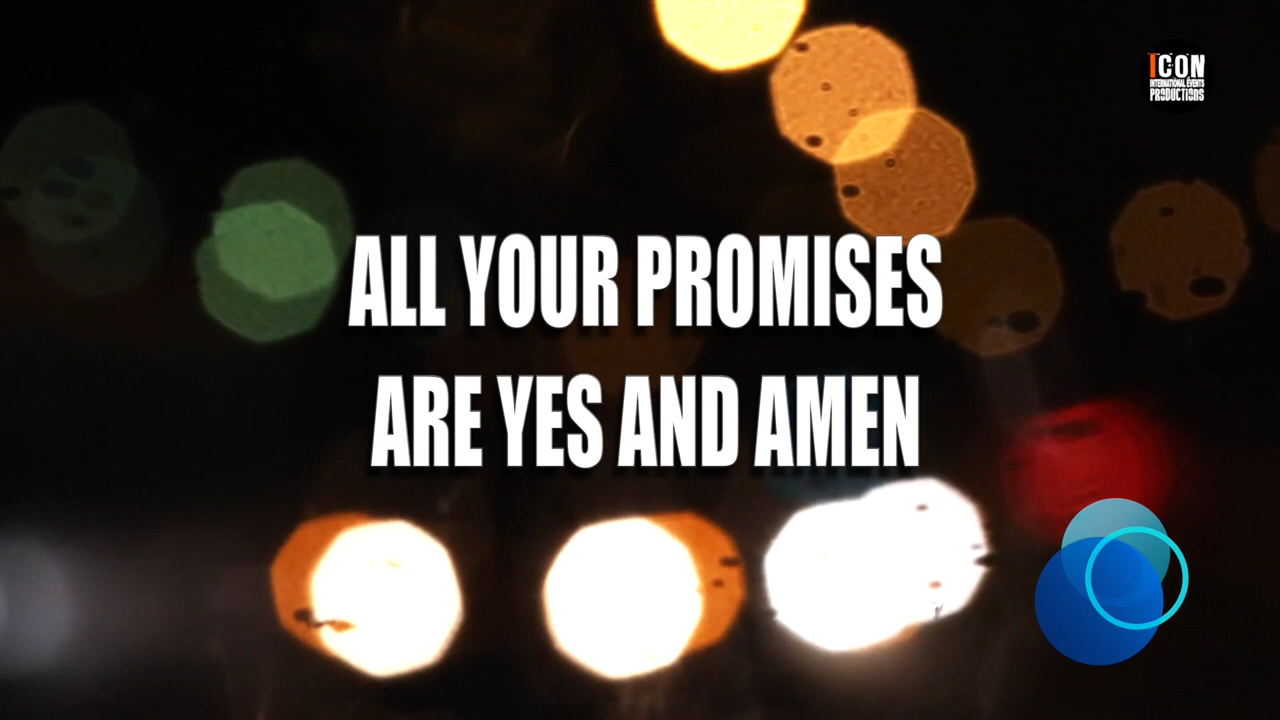 ICON
INTERNATIONAL EVENTS
PRODUCTIONS
ALL YOUR PROMISES
ARE YES AND AMEN